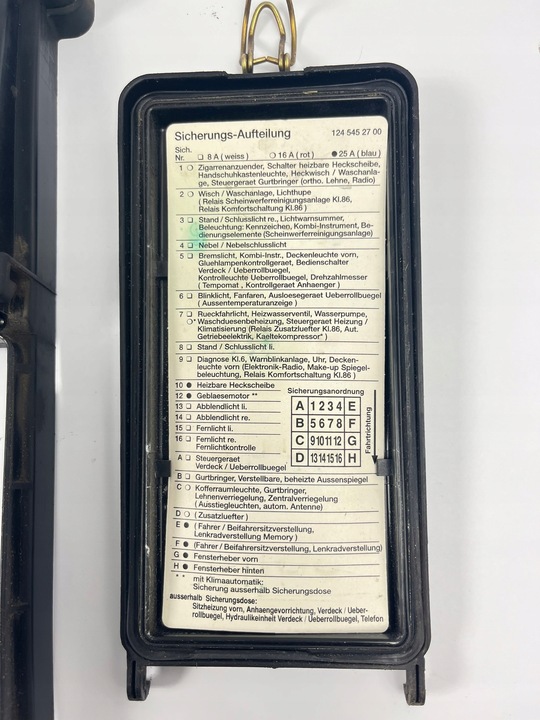 Sicherungs-Aufteilung 124 545 27 00
Sich.
Nr. ❑ 8 A ( weiss ) ❍ 16 A ( rot ) ● 25 A ( blau )
1 ❍ Zigarrenanzuender, Schalter heizbare Heckscheibe,
Handschuhkastenleuchte, Heckwisch / Waschanla-
ge, Steuergeraet Gurtbringer (ortho. Lehne, Radio)
2 ❍ Wisch / Waschanlage, Lichthupe
( Relais Scheinwerferreinigungsanlage Kl.86,
Relais Komfortschaltung Kl.86 )
3 ❑ Stand / Schlusslicht re., Lichtwarnsummer,
Beleuchtung: Kennzeichen, Kombi-Instrument, Be-
dienungselemente (Scheinwerferreinigungsanlage)
4 ❑ Nebel / Nebelschlusslicht
5 ❑ Bremslicht, Kombi-Instr., Deckenleuchte vorn,
Gluehlampenkontrollgeraet, Bedienschalter
Verdeck / Ueberrollbuegel,
Kontrolleuchte Ueberrollbuegel, Drehzahlmesser
( Tempomat , Kontrollgeraet Anhaenger )
6 ❑ Blinklicht, Fanfaren, Ausloesegeraet Ueberrollbuegel
( Aussentemperaturanzeige )
7 ❑ Rueckfahrlicht, Heizwasserventil, Wasserpumpe,
❍* Waschduesenbeheizung, Steuergeraet Heizung /
Klimatisierung (Relais Zusatzluefter Kl.86, Aut.
Getriebeelektrik, Kaeltekompressor* )
8 ❑ Stand / Schlusslicht li.
9 ❑ Diagnose Kl.6, Warnblinkanlage, Uhr, Decken-
leuchte vorn (Elektronik-Radio, Make-up Spiegel-
beleuchtung, Relais Komfortschaltung Kl.86 )
10 ● Heizbare Heckscheibe
12 ● Geblaesemotor **
13 ❑ Abblendlicht li.
14 ❑ Abblendlicht re.
15 ❑ Fernlicht li.
16 ❑ Fernlicht re.
Fernlichtkontrolle
Sicherungsanordnung
A 1 2 3 4 E
B 5 6 7 8 F
C 9 10 11 12 G
D 13 14 15 16 H
Fahrtrichtung
A ❑ Steuergeraet
Verdeck / Ueberrollbuegel
B ❑ Gurtbringer, Verstellbare, beheizte Aussenspiegel
C ❍ Kofferraumleuchte, Gurtbringer,
Lehnenverriegelung, Zentralverriegelung
( Ausstiegleuchten, autom. Antenne)
D ❍ ( Zusatzluefter )
E ● ( Fahrer / Beifahrersitzverstellung,
Lenkradverstellung Memory )
F ● (Fahrer / Beifahrersitzverstellung, Lenkradverstellung)
G ● Fensterheber vorn
H ● Fensterheber hinten
** mit Klimaautomatik:
Sicherung ausserhalb Sicherungsdose
ausserhalb Sicherungsdose:
Sitzheizung vorn, Anhaengevorrichtung, Verdeck / Ueber-
rollbuegel, Hydraulikeinheit Verdeck / Ueberrollbuegel, Telefon